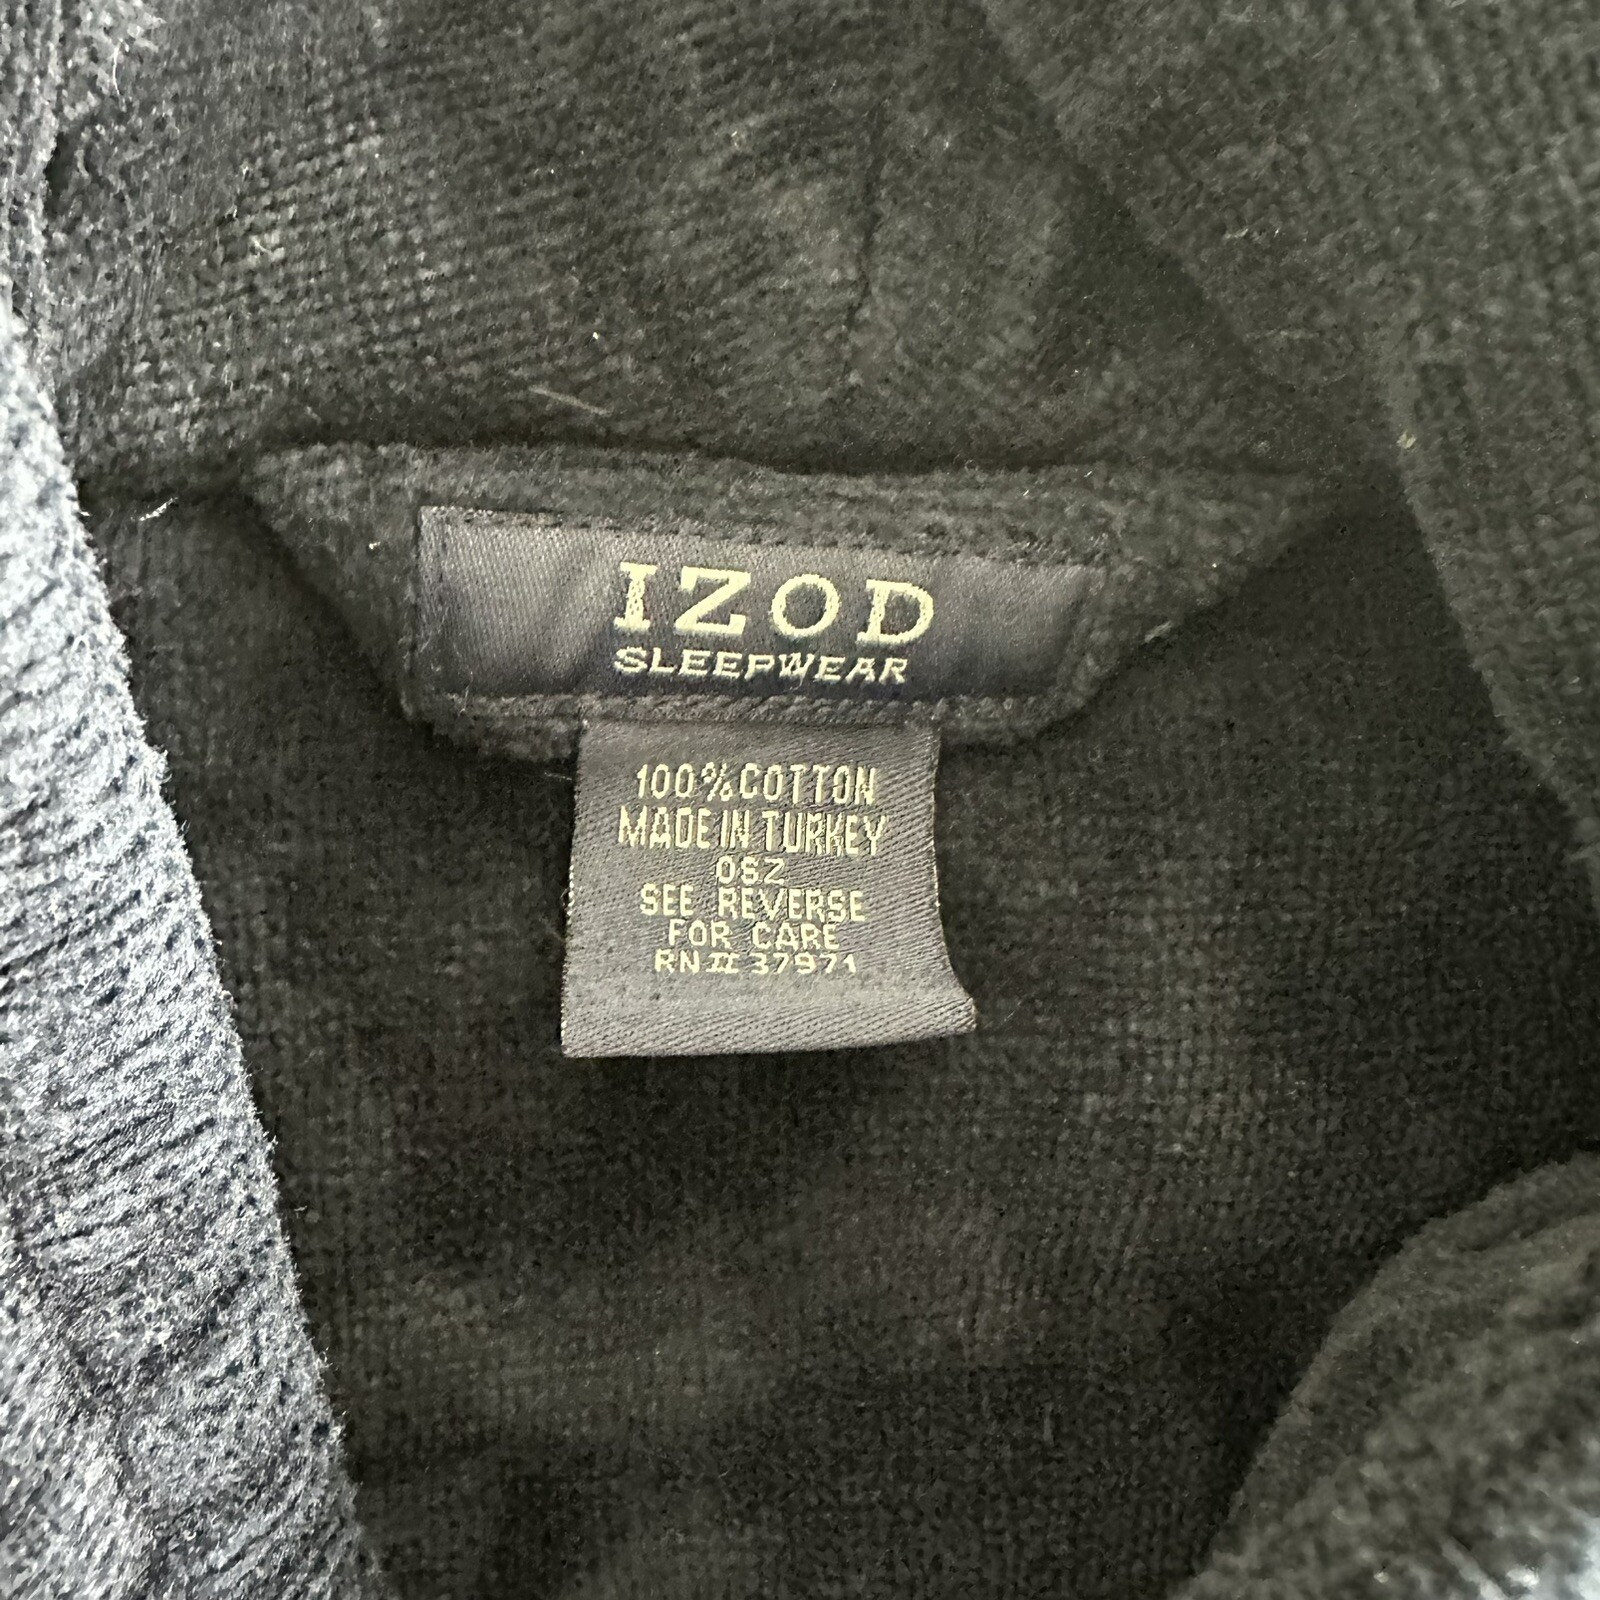 IZOD
SLEEPWEAR
100% COTTON
MADE IN TURKEY
OSZ
SEE REVERSE
FOR CARE
RN# 37971